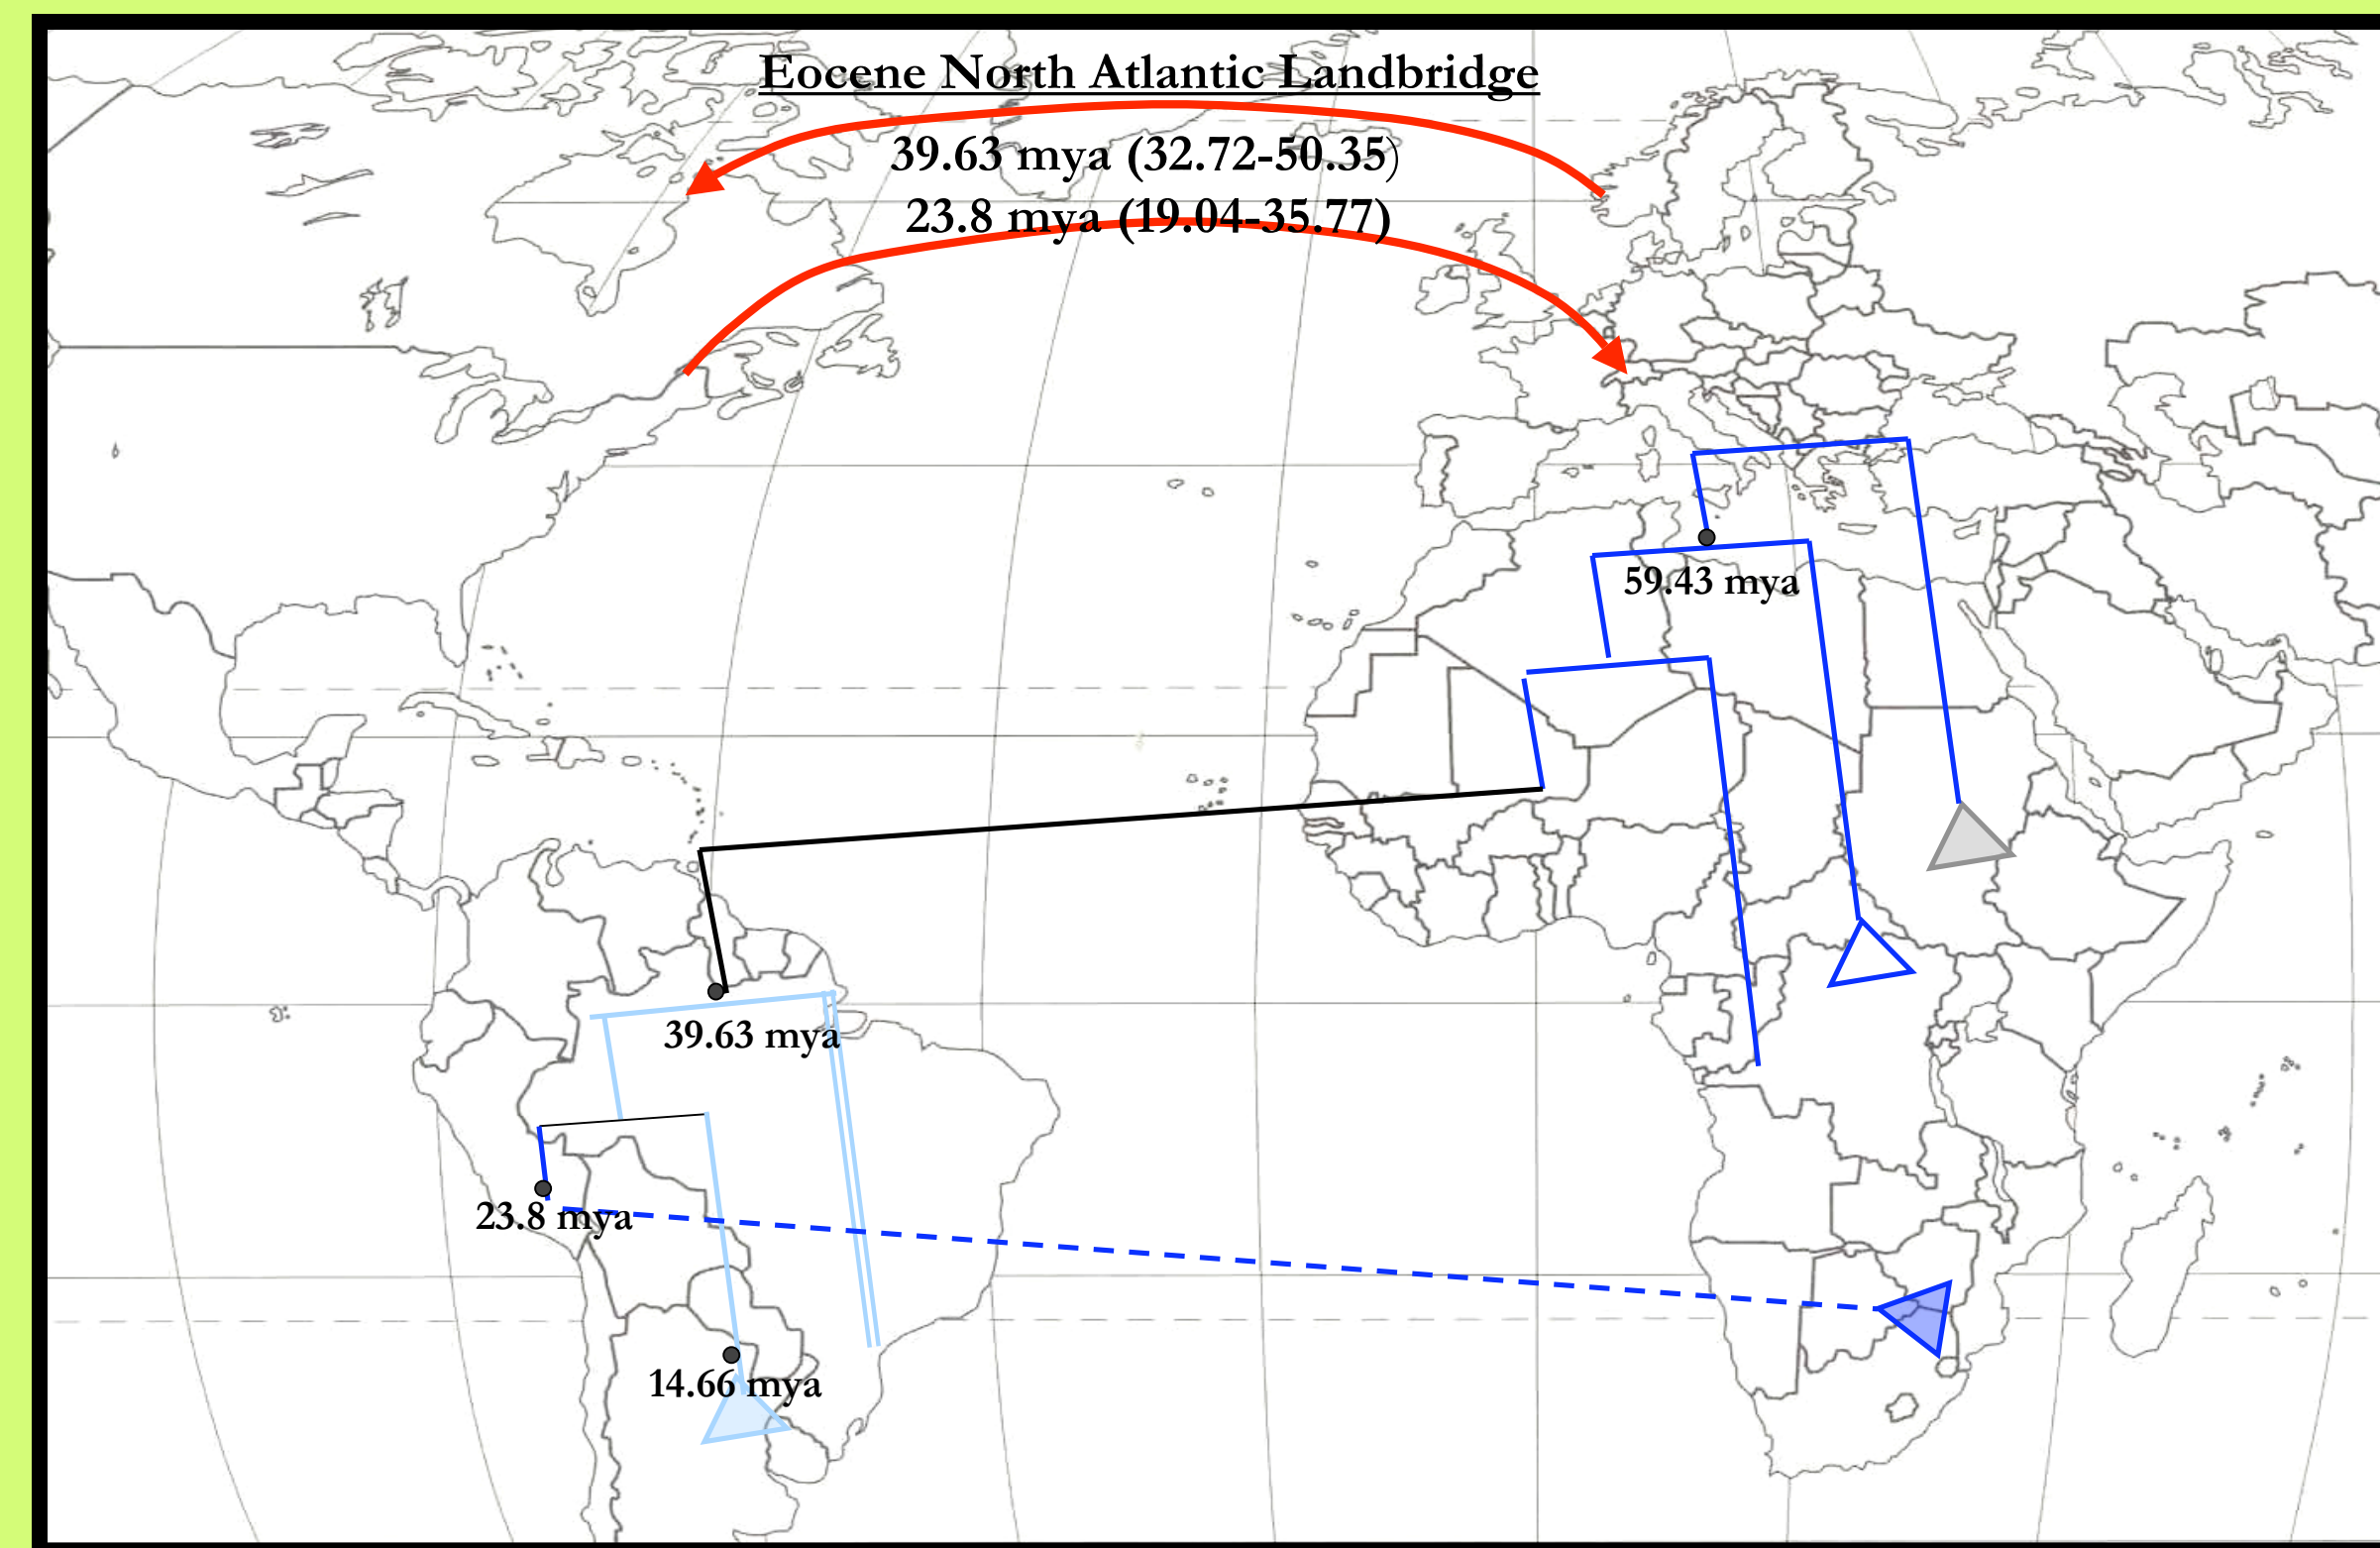 Eocene North Atlantic Landbridge
39.63 mya (32.72-50.35)
23.8 mya (19.04-35.77)
59.43 mya
39.63 mya
23.8 mya
14.66 mya